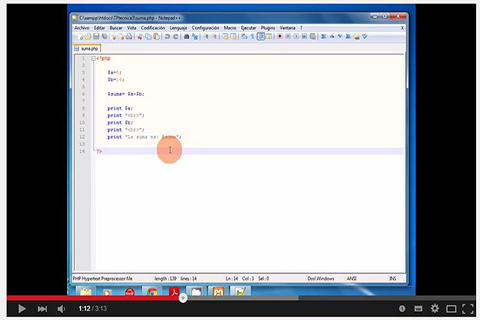 C:\xampp\htdocs\TPtecnica3\suma.php - Notepad++
Archivo Editar Buscar Vista Codificación Lenguaje Configuración Macro Ejecutar Plugins Ventana ?
suma.php
1 <?php
2
3 $a=5;
4 $b=14;
5
6 $suma= $a+$b;
7
8 print $a;
9 print "<br>";
10 print $b;
11 print "<br>";
12 print "La suma es: $suma";
13
14 ?>
PHP Hypertext Preprocessor file length : 139 lines : 14 Ln : 14 Col : 3 Sel : 0 Dos\Windows ANSI INS
1:12 / 3:13